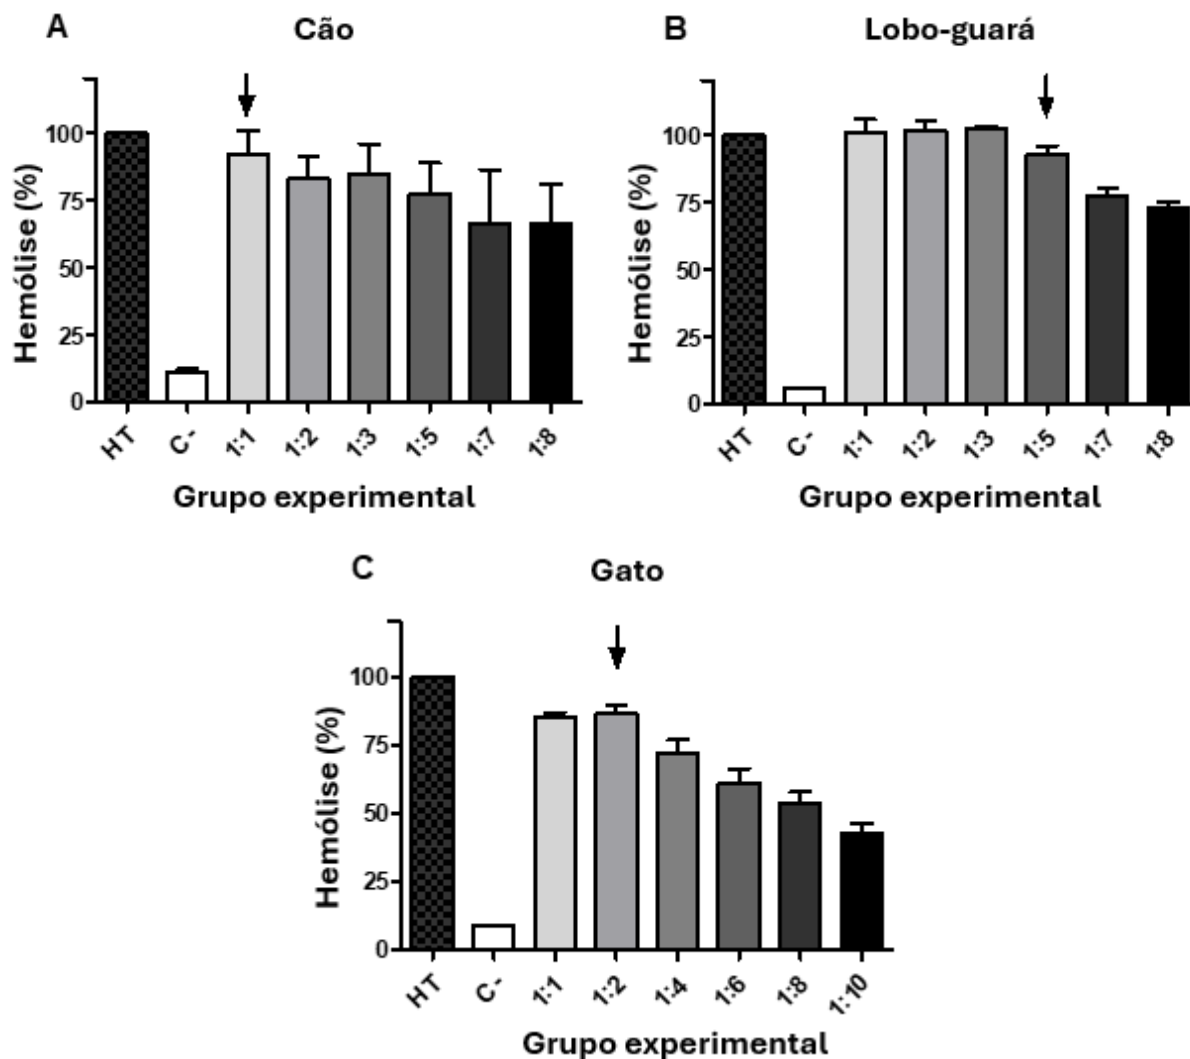 A
Cão
Hemólise (%)
100
75
50
25
0
HT
C-
1:1
1:2
1:3
1:5
1:7
1:8
Grupo experimental
B
Lobo-guará
Hemólise (%)
100
75
50
25
0
HT
C-
1:1
1:2
1:3
1:5
1:7
1:8
Grupo experimental
C
Gato
Hemólise (%)
100
75
50
25
0
HT
C-
1:1
1:2
1:4
1:6
1:8
1:10
Grupo experimental